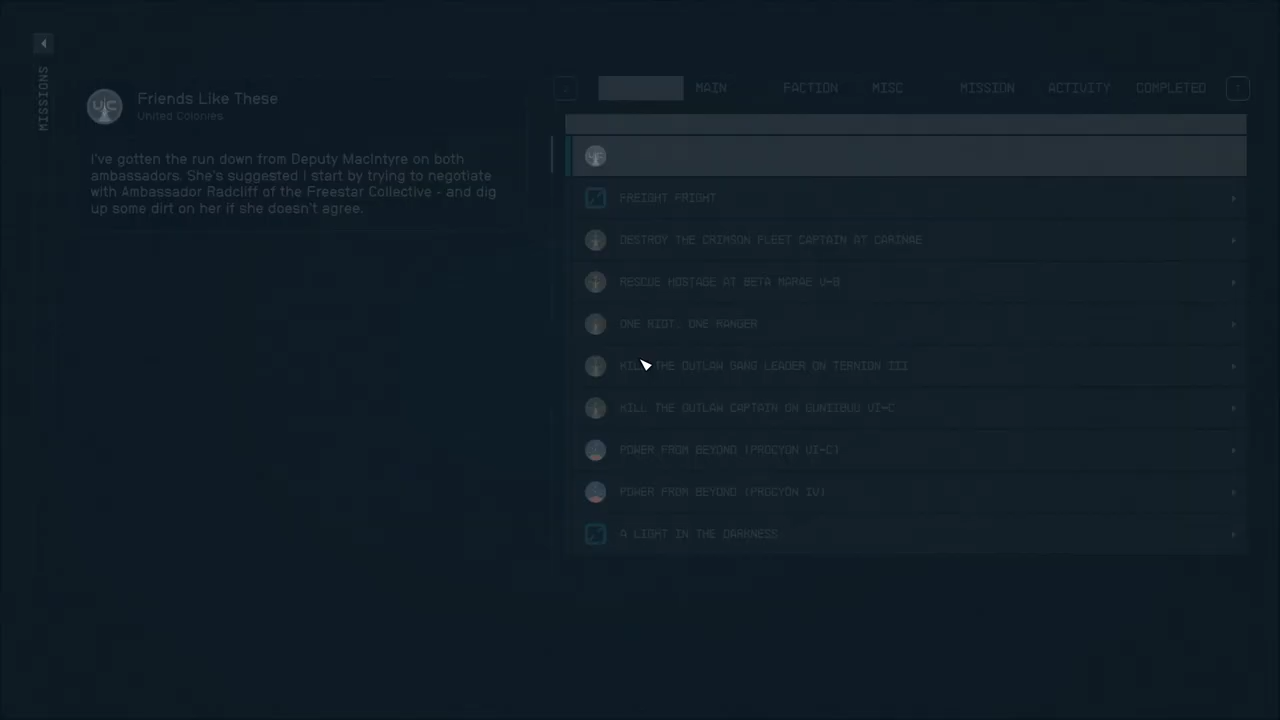 MISSIONS
Friends Like These
United Colonies
I've gotten the run down from Deputy MacIntyre on both
ambassadors. She's suggested I start by trying to negotiate
with Ambassador Radcliff of the Freestar Collective - and dig
up some dirt on her if she doesn't agree.
MAIN FACTION MISC MISSION ACTIVITY COMPLETED
FREIGHT FRIGHT
DESTROY THE CRIMSON FLEET CAPTAIN AT CARINAE
RESCUE HOSTAGE AT BETA MARAE V-B
ONE RIOT, ONE RANGER
KILL THE OUTLAW GANG LEADER ON TERNION III
KILL THE OUTLAW CAPTAIN ON GUNIIBUU VI-C
POWER FROM BEYOND (PROCYON VI-C)
POWER FROM BEYOND (PROCYON IV)
A LIGHT IN THE DARKNESS